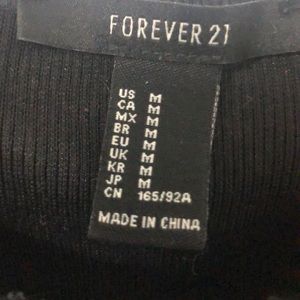 FOREVER 21
US M
CA M
MX M
BR M
EU M
UK M
KR M
JP M
CN 165/92A
MADE IN CHINA